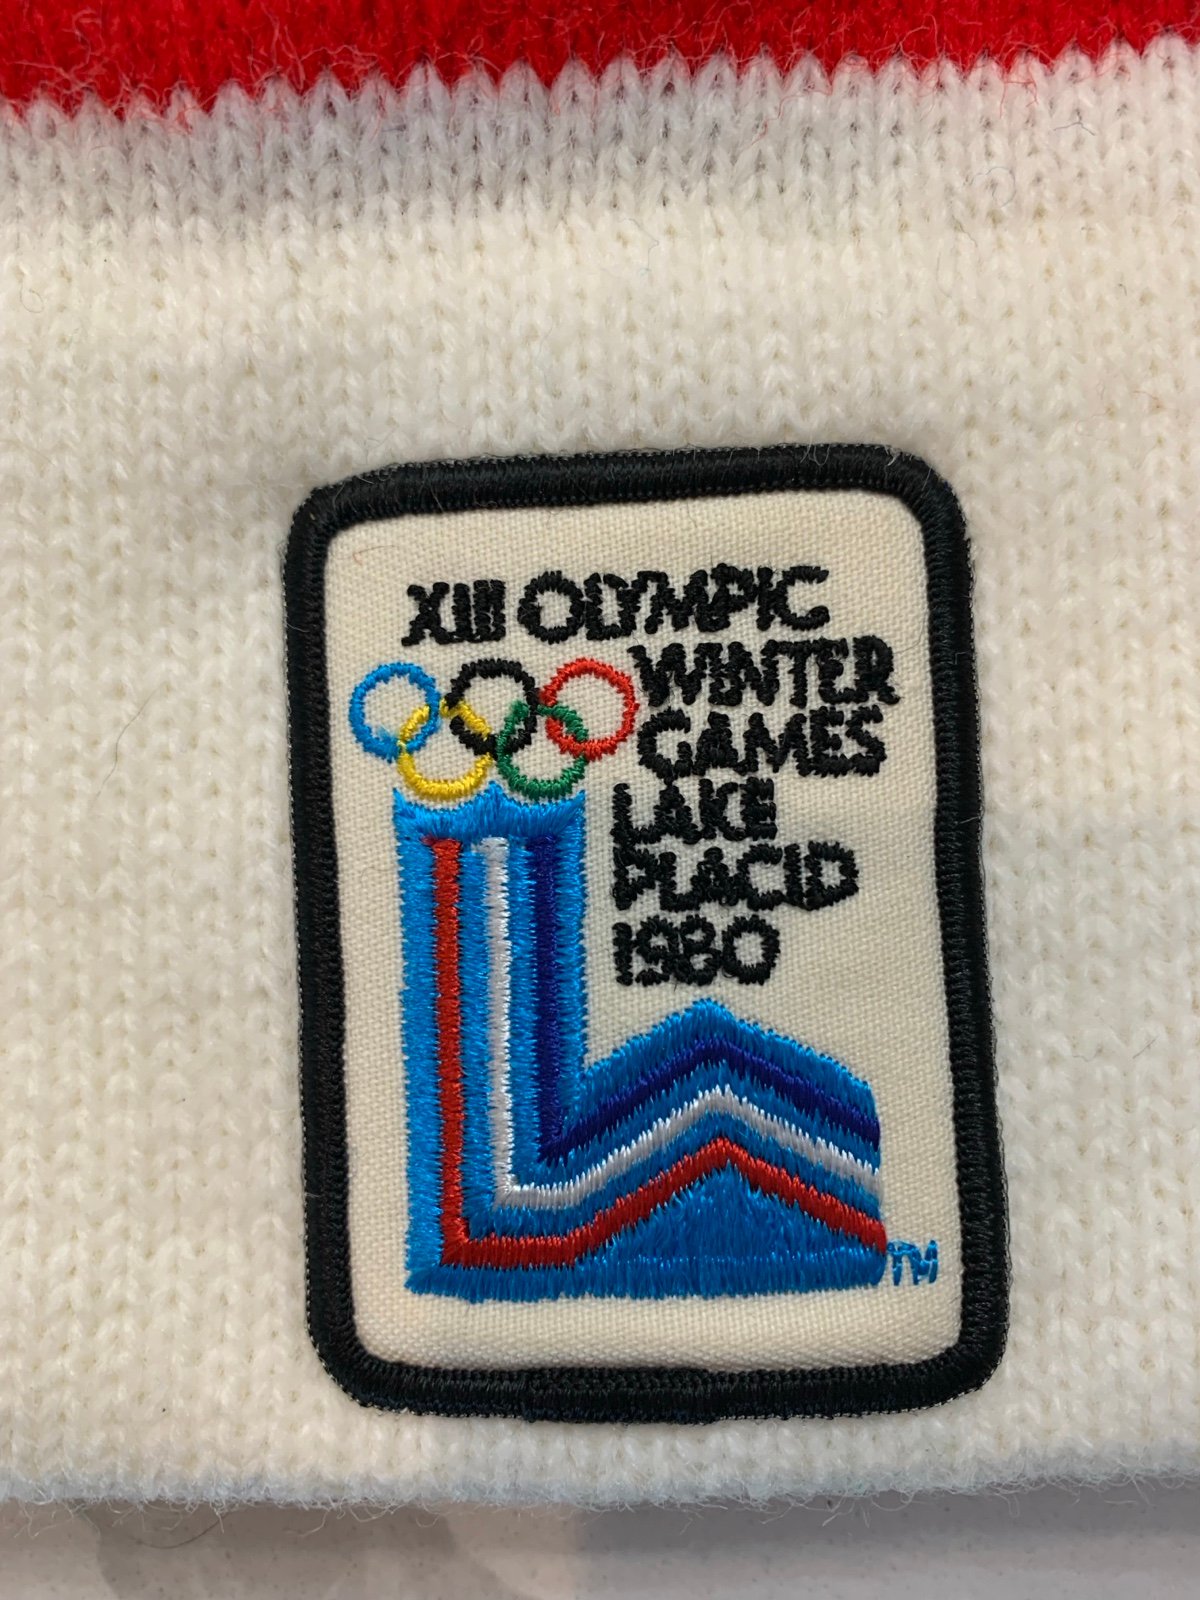 XIII OLYMPIC
WINTER
GAMES
LAKE
PLACID
1980
TM